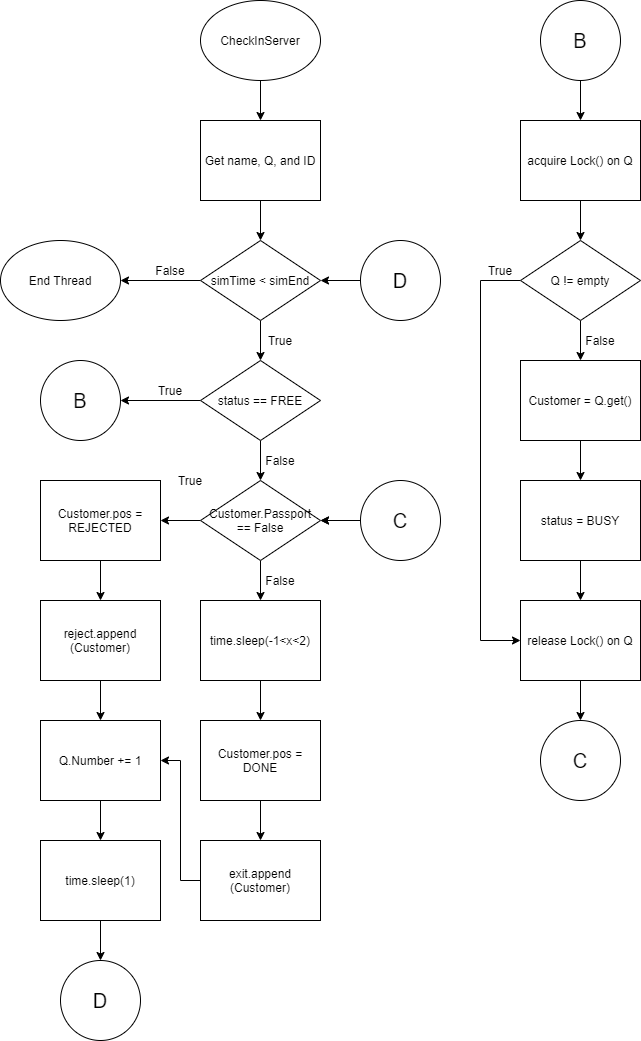 CheckInServer
B
Get name, Q, and ID
acquire Lock() on Q
End Thread
False
simTime < simEnd
D
True
Q != empty
True
False
B
True
status == FREE
Customer = Q.get()
False
True
Customer.pos =
REJECTED
Customer.Passport
== False
C
status = BUSY
False
reject.append
(Customer)
time.sleep(-1<x<2)
release Lock() on Q
Q.Number += 1
Customer.pos =
DONE
C
time.sleep(1)
exit.append
(Customer)
D